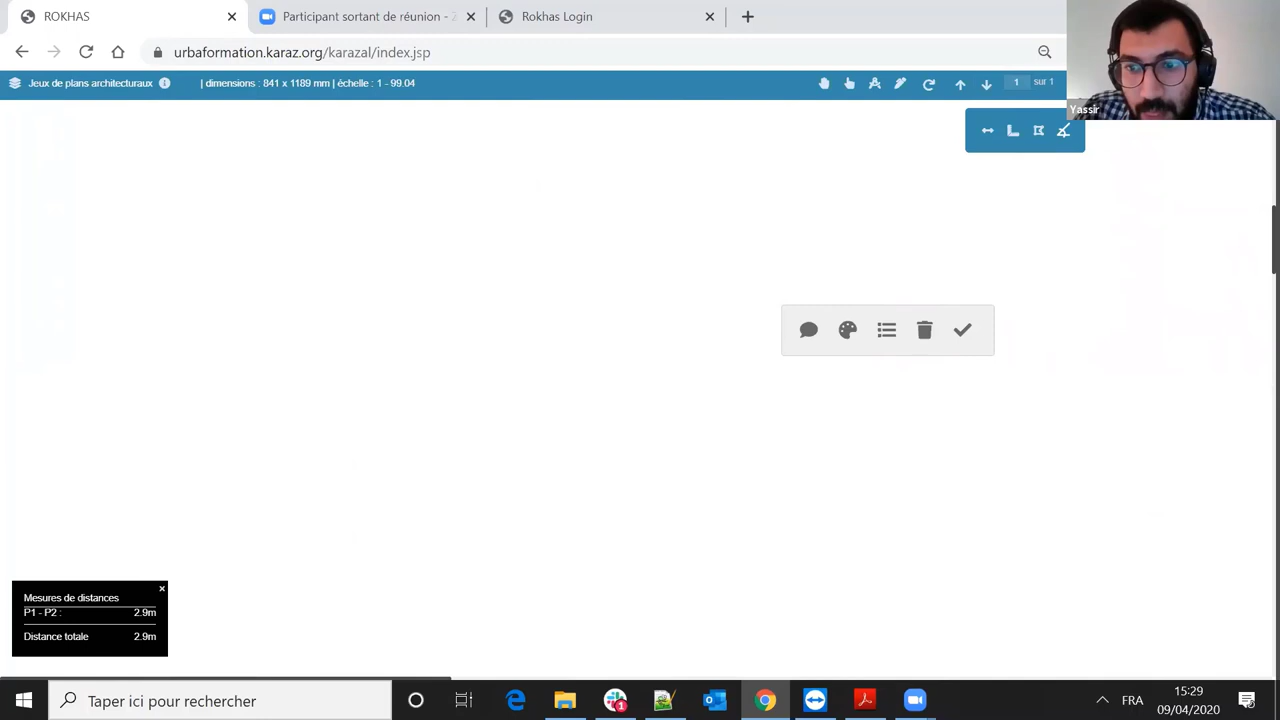 ROKHAS
Participant sortant de réunion - Z
Rokhas Login
urbaformation.karaz.org/karazal/index.jsp
Jeux de plans architecturaux
| dimensions : 841 x 1189 mm | échelle : 1 - 99.04
1 sur 1
Yassir
Mesures de distances
P1 - P2 : 2.9m
Distance totale 2.9m
Taper ici pour rechercher
1
FRA
15:29
09/04/2020